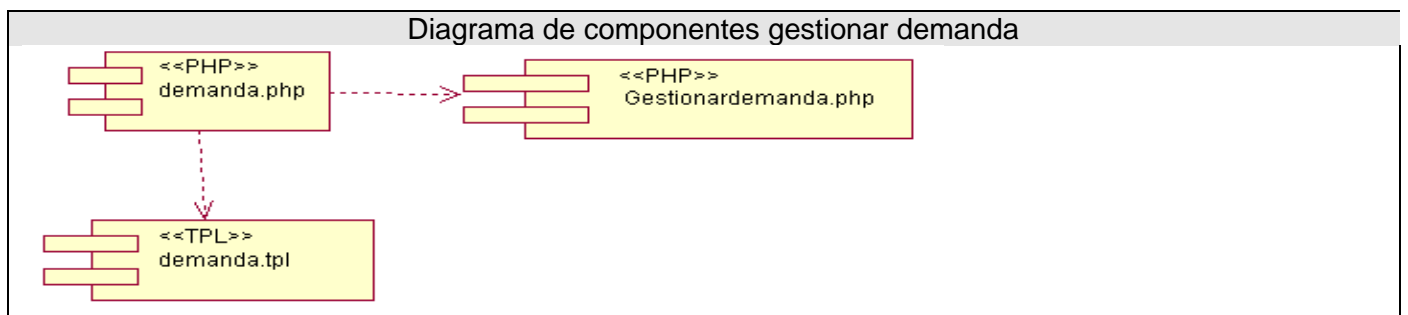 Diagrama de componentes gestionar demanda
<<PHP>>
demanda.php
<<PHP>>
Gestionardemanda.php
<<TPL>>
demanda.tpl